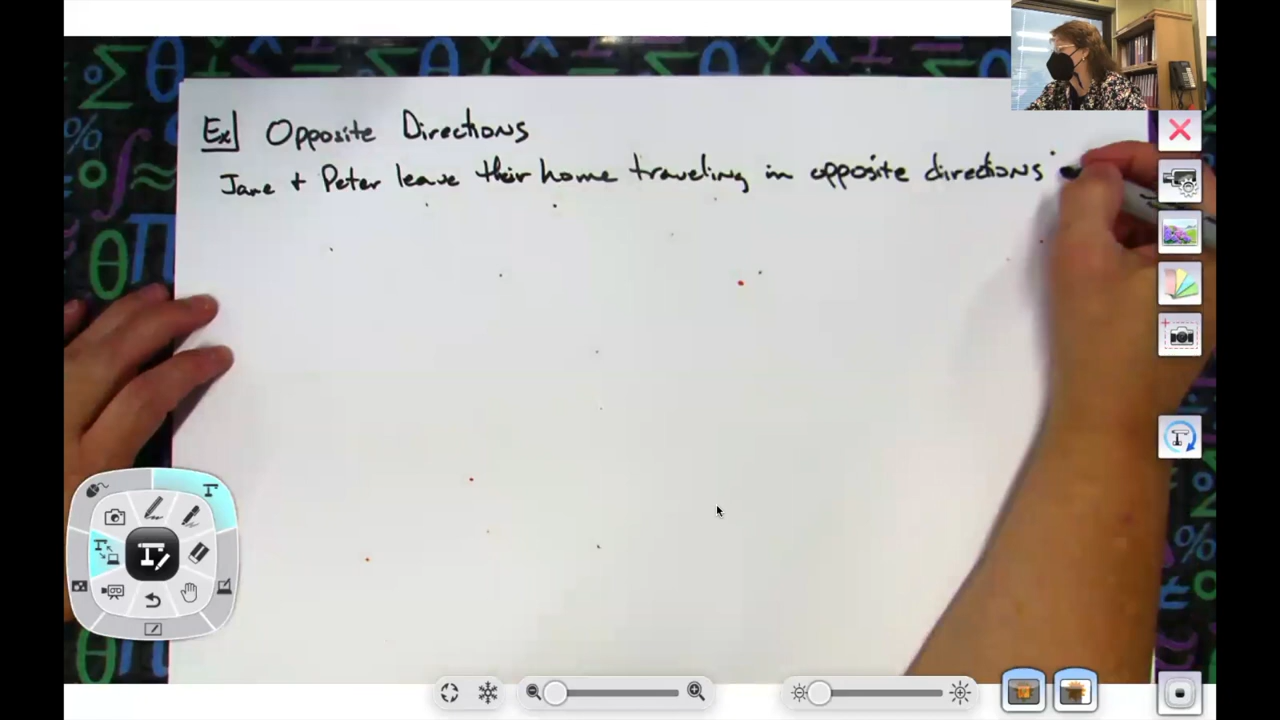 Ex Opposite Directions
Jane + Peter leave their home traveling in opposite directions